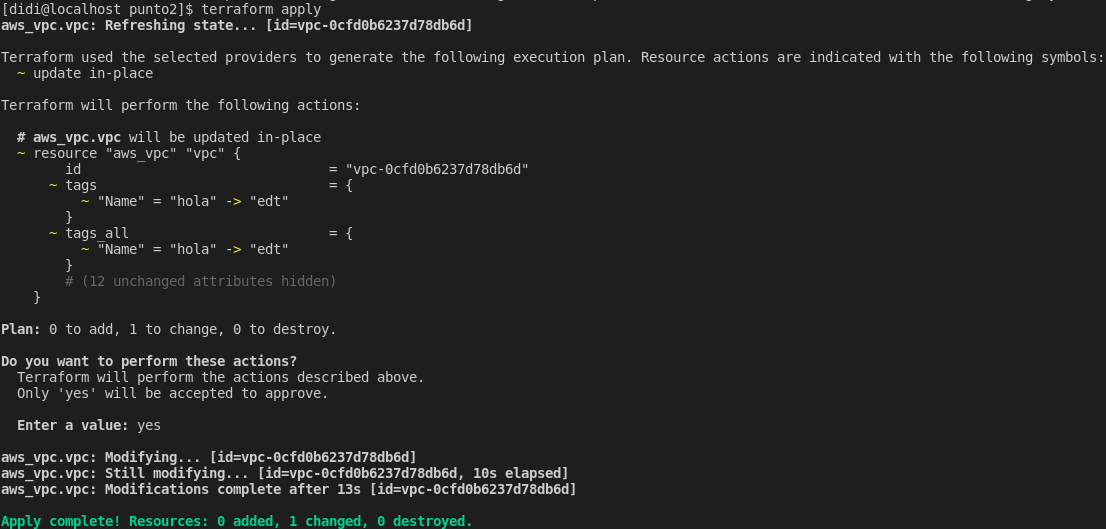 [didi@localhost punto2]$ terraform apply
aws_vpc.vpc: Refreshing state... [id=vpc-0cfd0b6237d78db6d]

Terraform used the selected providers to generate the following execution plan. Resource actions are indicated with the following symbols:
  ~ update in-place

Terraform will perform the following actions:

  # aws_vpc.vpc will be updated in-place
  ~ resource "aws_vpc" "vpc" {
        id                               = "vpc-0cfd0b6237d78db6d"
      ~ tags                             = {
          ~ "Name" = "hola" -> "edt"
        }
      ~ tags_all                         = {
          ~ "Name" = "hola" -> "edt"
        }
        # (12 unchanged attributes hidden)
    }

Plan: 0 to add, 1 to change, 0 to destroy.

Do you want to perform these actions?
  Terraform will perform the actions described above.
  Only 'yes' will be accepted to approve.

  Enter a value: yes

aws_vpc.vpc: Modifying... [id=vpc-0cfd0b6237d78db6d]
aws_vpc.vpc: Still modifying... [id=vpc-0cfd0b6237d78db6d, 10s elapsed]
aws_vpc.vpc: Modifications complete after 13s [id=vpc-0cfd0b6237d78db6d]

Apply complete! Resources: 0 added, 1 changed, 0 destroyed.